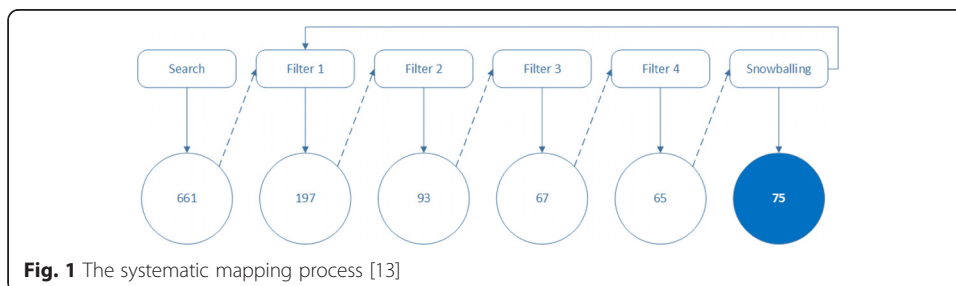 Search Filter 1 Filter 2 Filter 3 Filter 4 Snowballing
661 197 93 67 65 75
Fig. 1 The systematic mapping process [13]